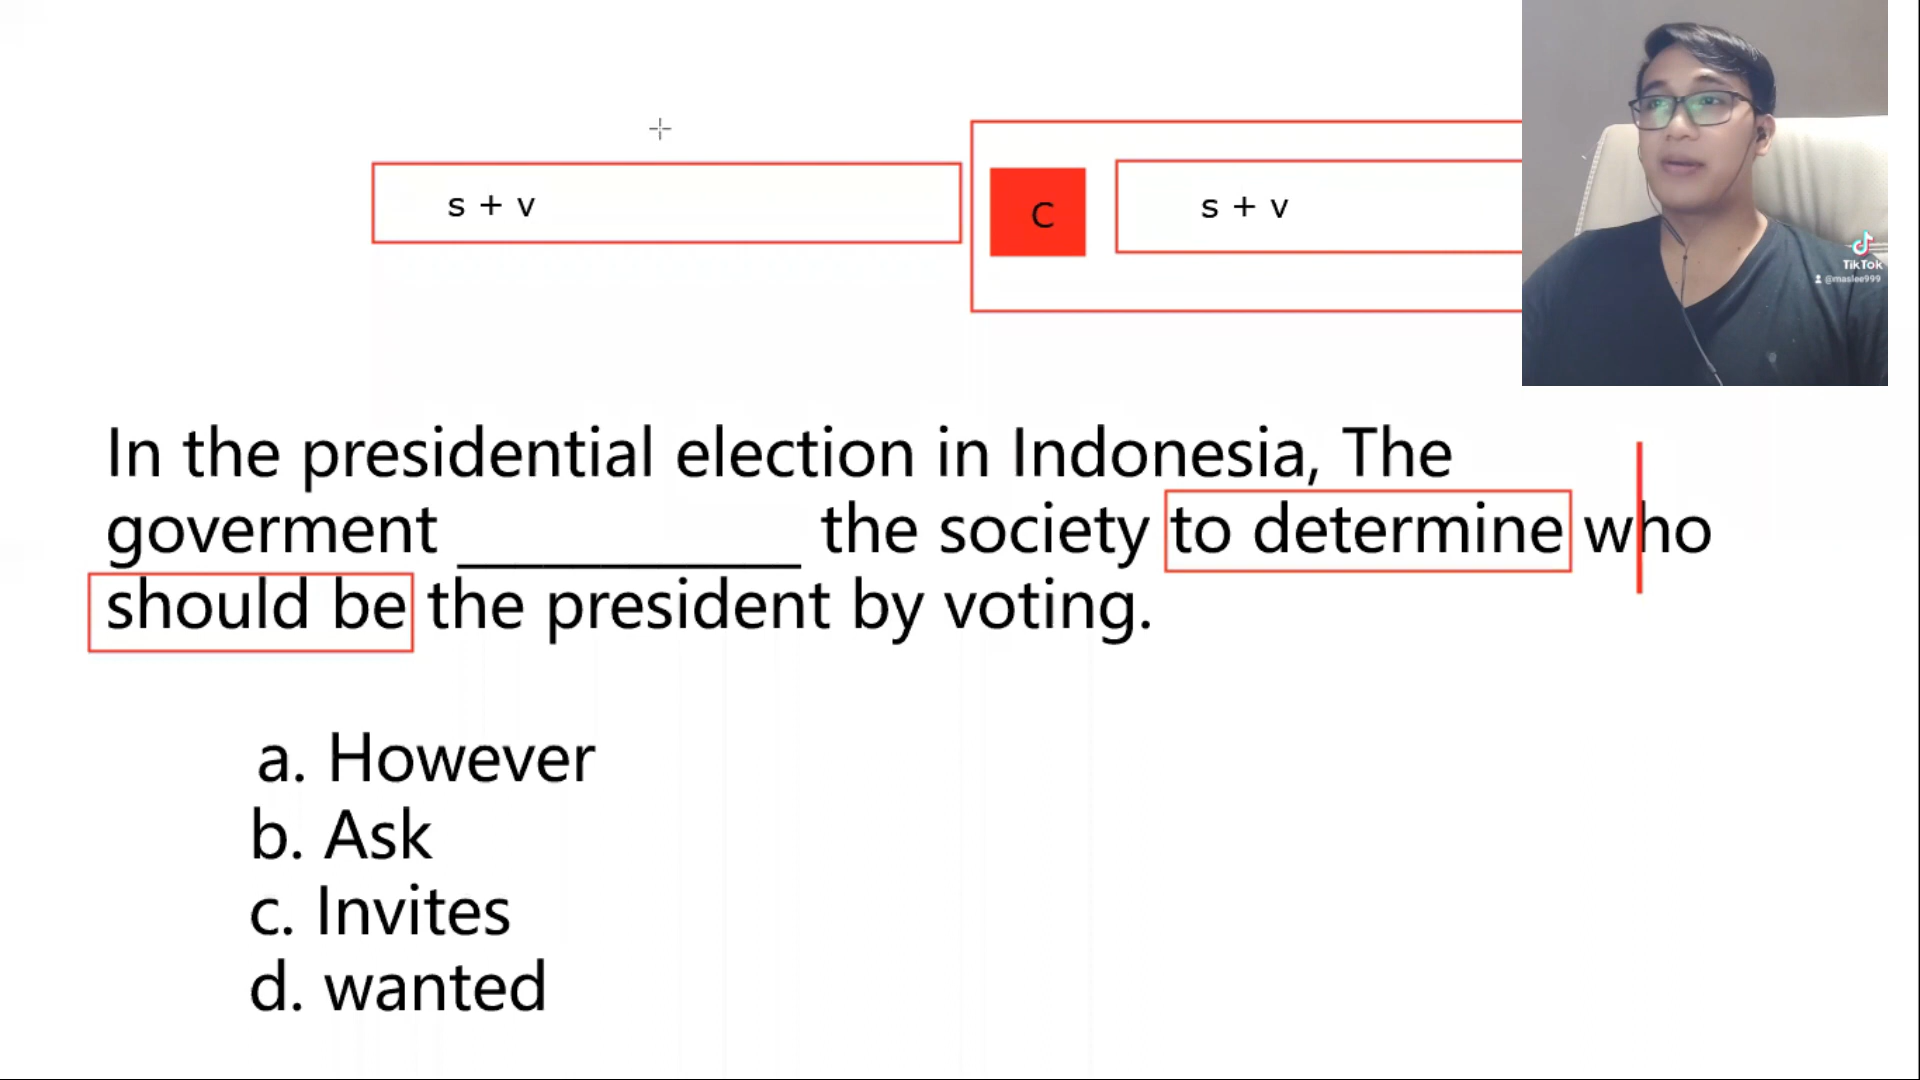 s + v
C
s + v
TikTok
@maslee999
In the presidential election in Indonesia, The
goverment ____________ the society to determine who
should be the president by voting.
a. However
b. Ask
c. Invites
d. wanted